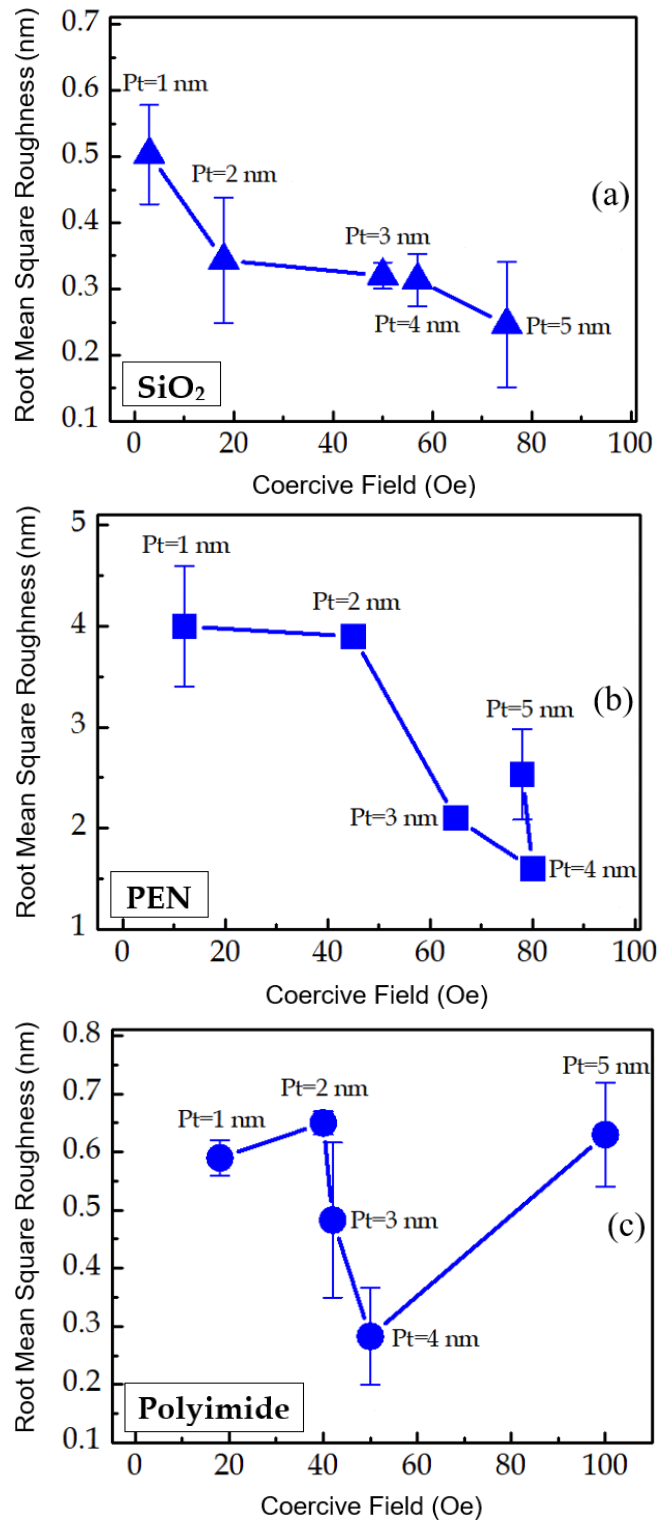 Root Mean Square Roughness (nm)
0.7
0.6
0.5
0.4
0.3
0.2
0.1
Pt=1 nm
Pt=2 nm
Pt=3 nm
Pt=4 nm
Pt=5 nm
(a)
SiO₂
0 20 40 60 80 100
Coercive Field (Oe)
Root Mean Square Roughness (nm)
5
4
3
2
1
Pt=1 nm
Pt=2 nm
Pt=5 nm
(b)
Pt=3 nm
Pt=4 nm
PEN
0 20 40 60 80 100
Coercive Field (Oe)
Root Mean Square Roughness (nm)
0.8
0.7
0.6
0.5
0.4
0.3
0.2
0.1
Pt=1 nm
Pt=2 nm
Pt=5 nm
Pt=3 nm
(c)
Pt=4 nm
Polyimide
0 20 40 60 80 100
Coercive Field (Oe)